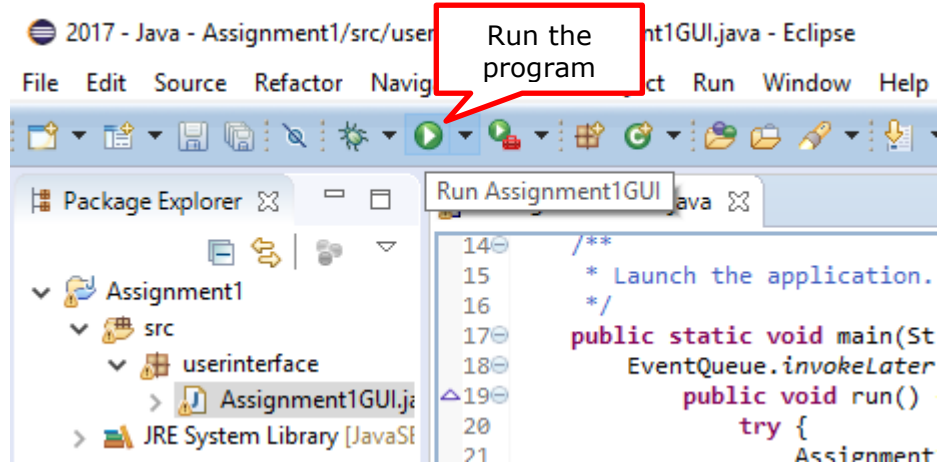 2017 - Java - Assignment1/src/user
nt1GUI.java - Eclipse
Run the
program
File Edit Source Refactor Navig
ct Run Window Help
Run Assignment1GUI
Package Explorer
java
Assignment1
src
userinterface
Assignment1GUI.ja
JRE System Library [JavaSE
14 /**
15 * Launch the application.
16 */
17 public static void main(St
18 EventQueue.invokeLater
19 public void run()
20 try {
21 Assignment